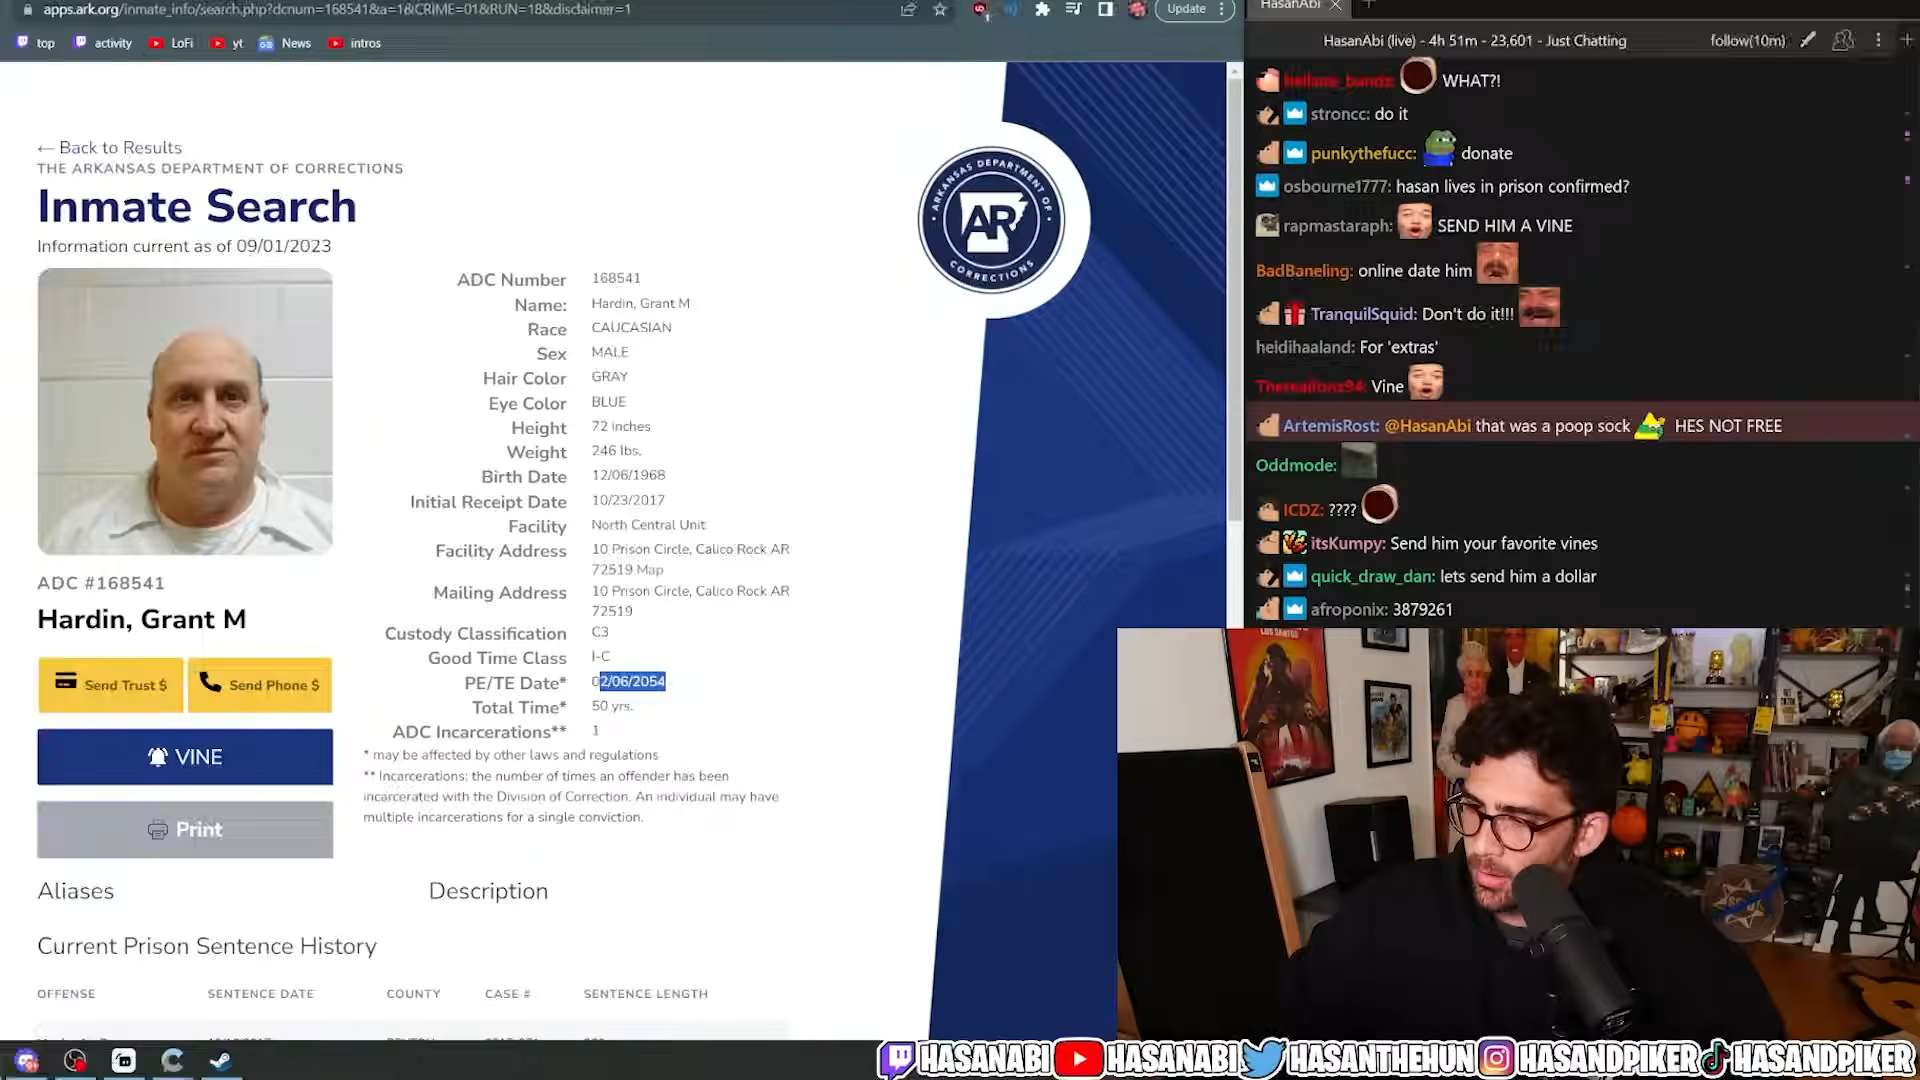 apps.ark.org/inmate_info/search.php?dcnum=168541&a=1&CRIME=01&RUN=18&disclaimer=1
Update
top
activity
LoFi
yt
News
intros
← Back to Results
THE ARKANSAS DEPARTMENT OF CORRECTIONS
Inmate Search
Information current as of 09/01/2023
ARKANSAS DEPARTMENT OF
AR
CORRECTIONS
ADC Number 168541
Name: Hardin, Grant M
Race CAUCASIAN
Sex MALE
Hair Color GRAY
Eye Color BLUE
Height 72 inches
Weight 246 lbs.
Birth Date 12/06/1968
Initial Receipt Date 10/23/2017
Facility North Central Unit
Facility Address 10 Prison Circle, Calico Rock AR
72519 Map
Mailing Address 10 Prison Circle, Calico Rock AR
72519
Custody Classification C3
Good Time Class I-C
PE/TE Date* 02/06/2054
Total Time* 50 yrs.
ADC Incarcerations** 1
* may be affected by other laws and regulations
** Incarcerations: the number of times an offender has been
incarcerated with the Division of Correction. An individual may have
multiple incarcerations for a single conviction.
ADC #168541
Hardin, Grant M
Send Trust $
Send Phone $
VINE
Print
Aliases
Description
Current Prison Sentence History
OFFENSE SENTENCE DATE COUNTY CASE # SENTENCE LENGTH
HasanAbi
HasanAbi (live) - 4h 51m - 23,601 - Just Chatting
follow(10m)
WHAT?!
stroncc: do it
punkythefucc: donate
osbourne1777: hasan lives in prison confirmed?
rapmastaraph: SEND HIM A VINE
BadBaneling: online date him
TranquilSquid: Don't do it!!!
heidihaaland: For 'extras'
Vine
ArtemisRost: @HasanAbi that was a poop sock HES NOT FREE
Oddmode:
ICDZ: ????
itsKumpy: Send him your favorite vines
quick_draw_dan: lets send him a dollar
afroponix: 3879261
LOS SANTOS
HASANABI
HASANABI
HASANTHEHUN
HASANDPIKER
HASANDPIKER